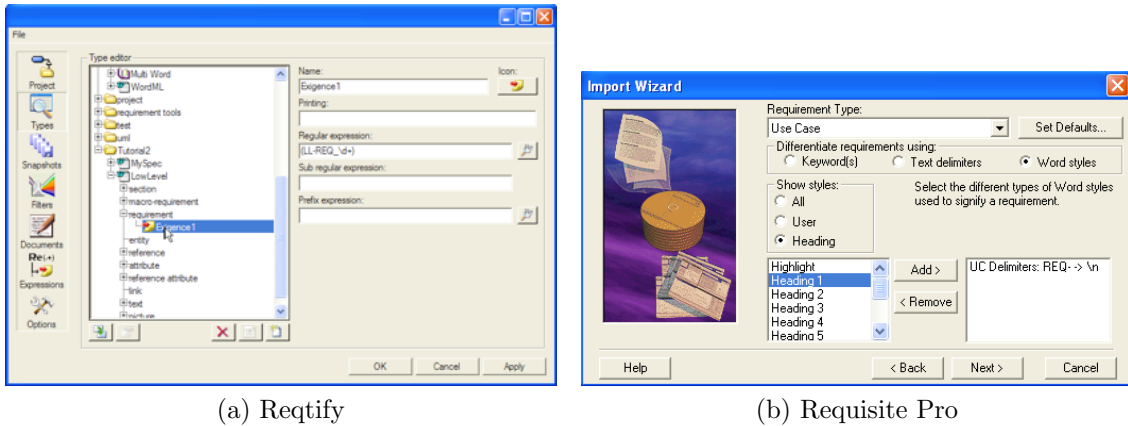 File
Project
Types
Snapshots
Filters
Documents
Re(+)
Expressions
Options
Type editor
Multi Word
WordML
project
requirement tools
test
uml
Tutorial2
MySpec
LowLevel
section
macro-requirement
requirement
Exigence1
entity
reference
attribute
reference attribute
link
text
picture
Name:
Icon:
Exigence1
Printing:
Regular expression:
(LL-REQ_\d+)
Sub regular expression:
Prefix expression:
OK Cancel Apply
(a) Reqtify
Import Wizard
Requirement Type:
Use Case
Set Defaults...
Differentiate requirements using:
Keyword(s) Text delimiters Word styles
Show styles:
All
User
Heading
Select the different types of Word styles
used to signify a requirement.
Highlight
Heading 1
Heading 2
Heading 3
Heading 4
Heading 5
Add >
< Remove
UC Delimiters: REQ--> \n
Help < Back Next > Cancel
(b) Requisite Pro